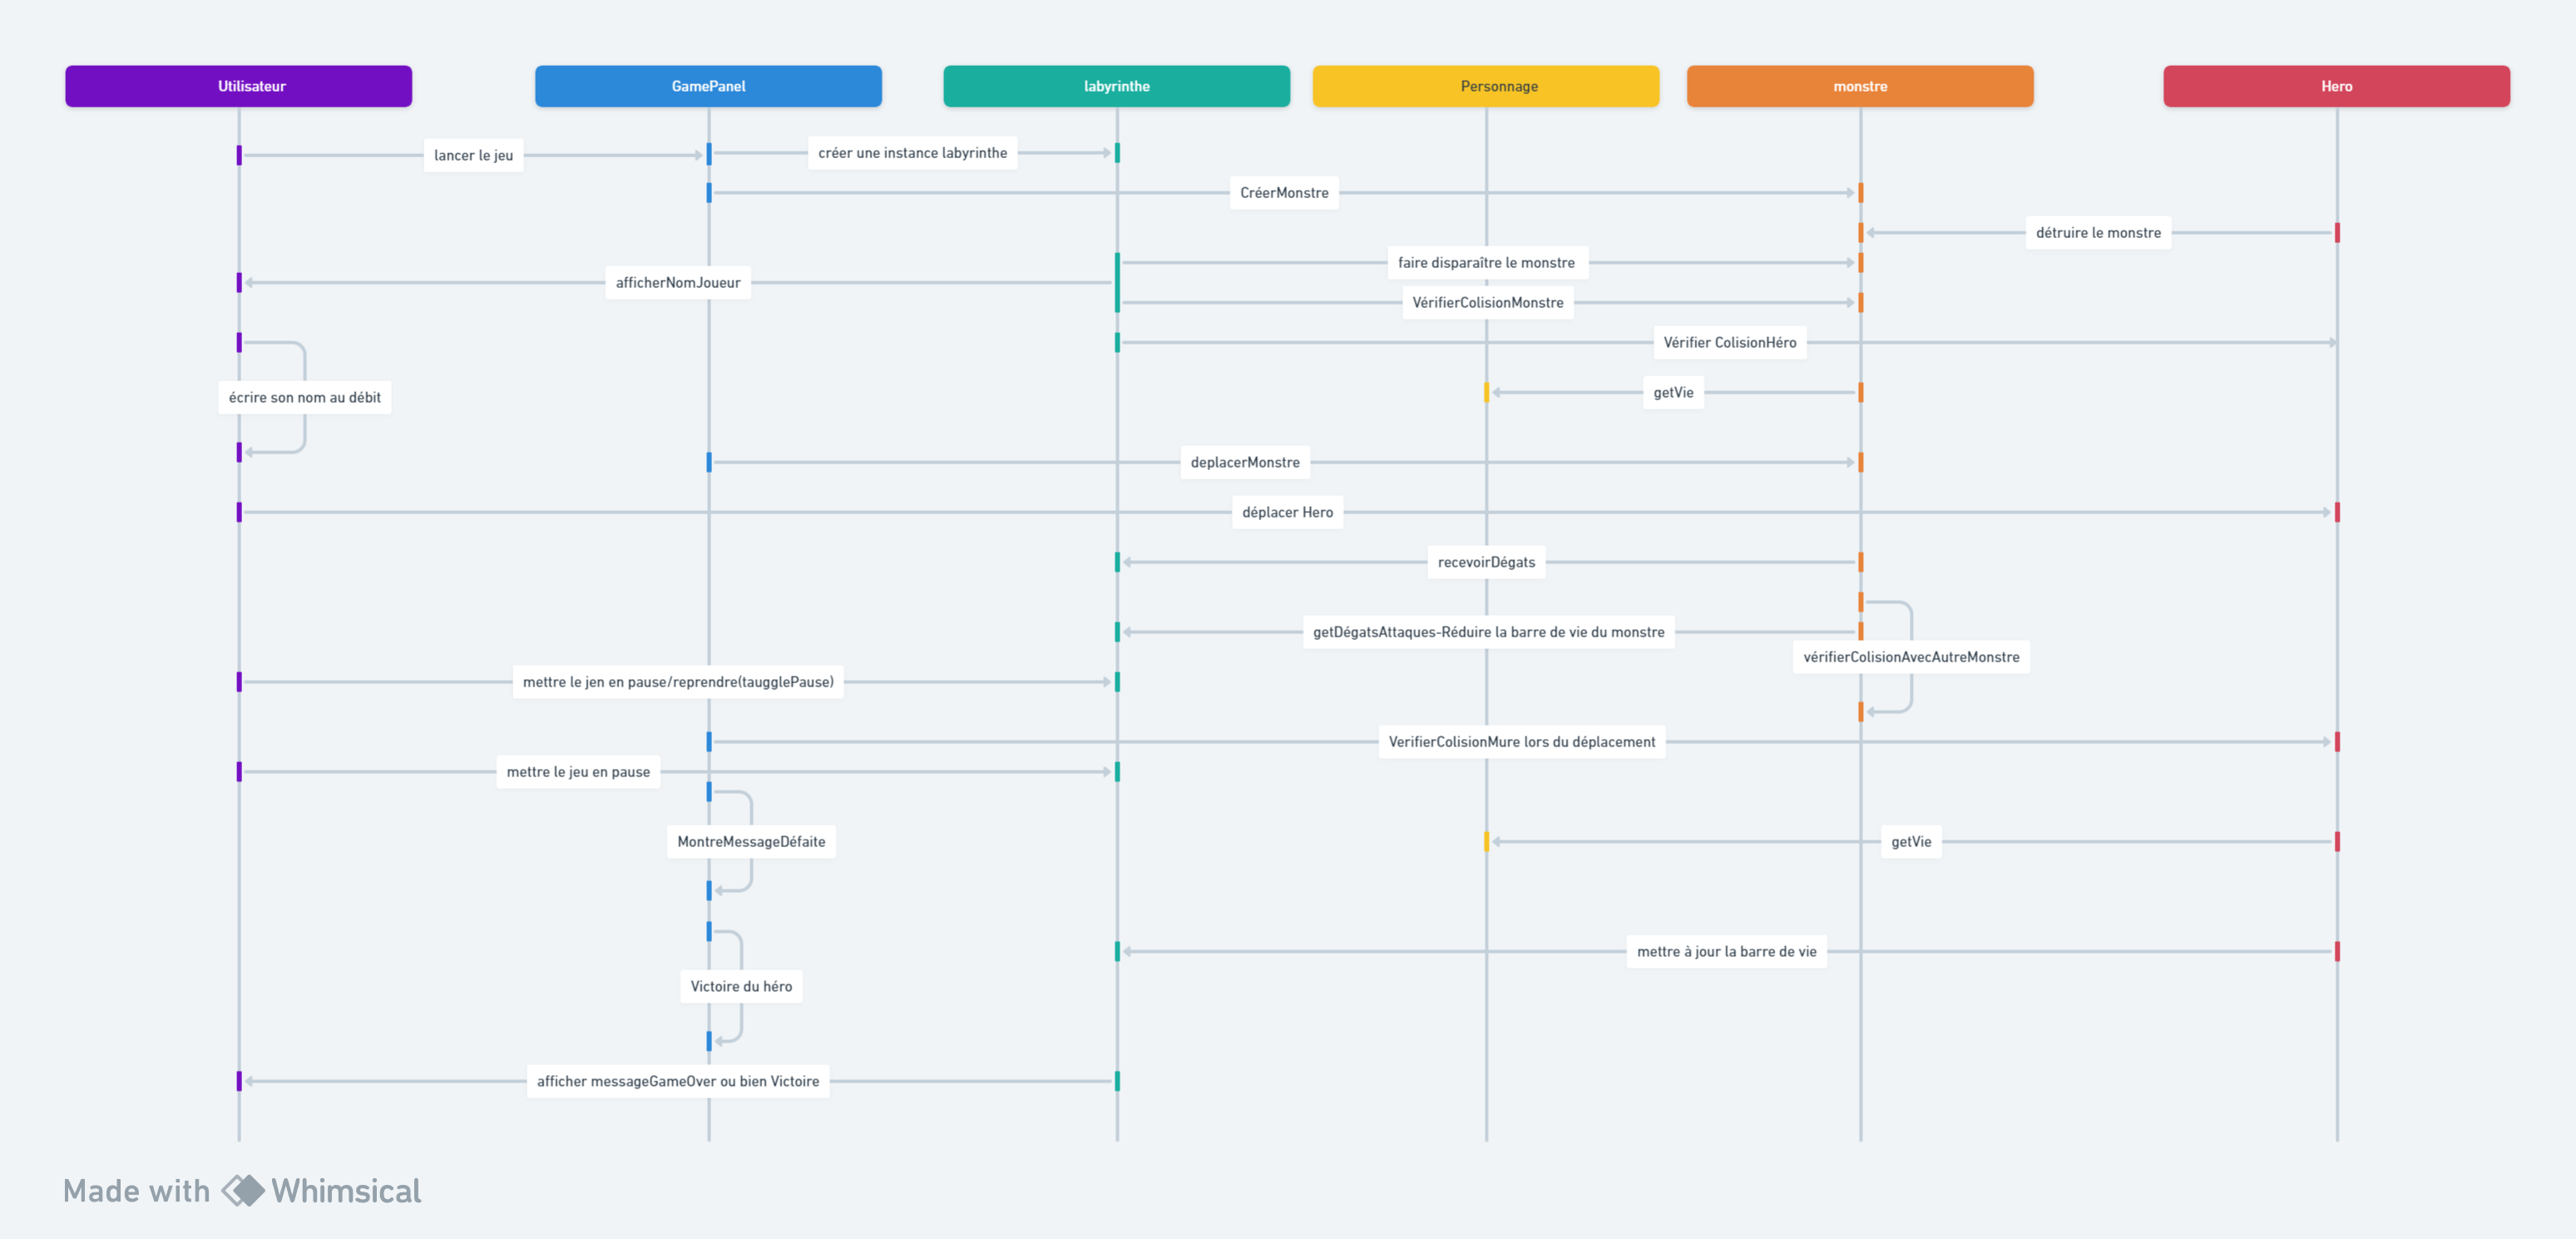 Utilisateur
GamePanel
labyrinthe
Personnage
monstre
Hero
lancer le jeu
créer une instance labyrinthe
CréerMonstre
détruire le monstre
faire disparaître le monstre
afficherNomJoueur
VérifierColisionMonstre
Vérifier ColisionHéro
getVie
écrire son nom au débit
deplacerMonstre
déplacer Hero
recevoirDégats
getDégatsAttaques-Réduire la barre de vie du monstre
vérifierColisionAvecAutreMonstre
mettre le jen en pause/reprendre(taugglePause)
VerifierColisionMure lors du déplacement
mettre le jeu en pause
MontreMessageDéfaite
getVie
mettre à jour la barre de vie
Victoire du héro
afficher messageGameOver ou bien Victoire
Made with Whimsical